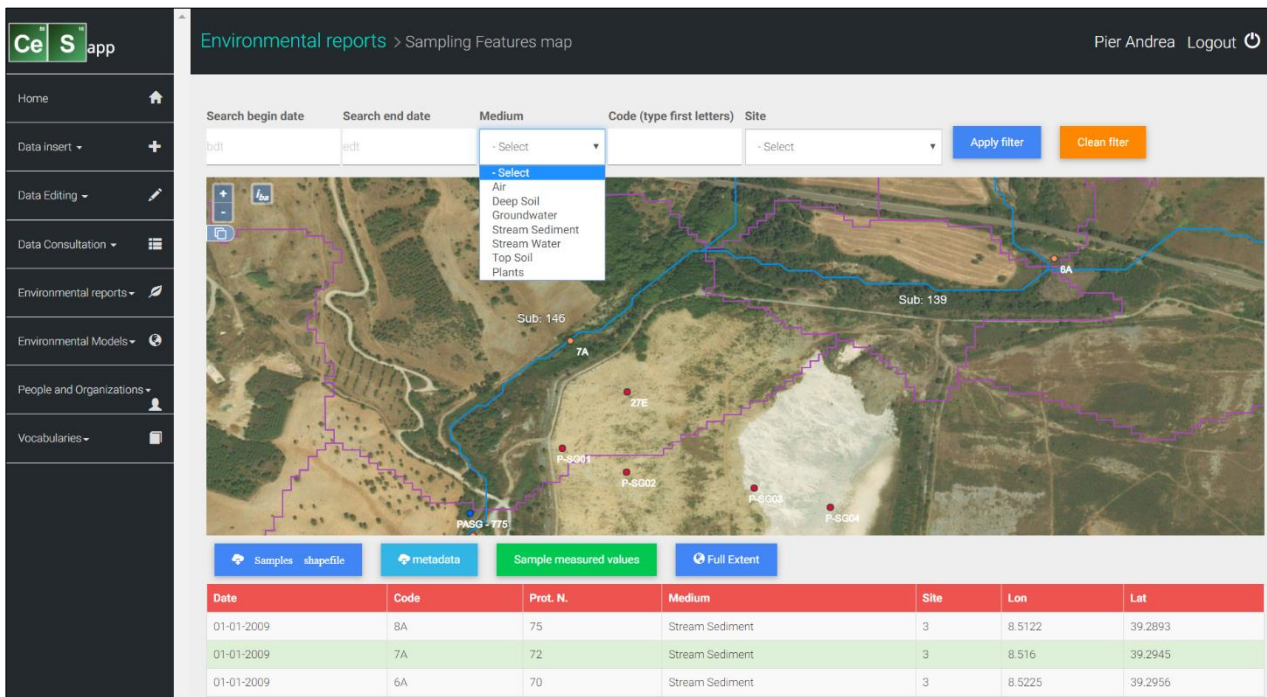 Ce S app
Environmental reports > Sampling Features map
Pier Andrea Logout
Home
Data insert
Data Editing
Data Consultation
Environmental reports
Environmental Models
People and Organizations
Vocabularies
Search begin date Search end date Medium Code (type first letters) Site
bdt edt - Select - Select Apply filter Clean flter
- Select
Air
Deep Soil
Groundwater
Stream Sediment
Stream Water
Top Soil
Plants
+
-
6A
Sub: 139
Sub: 146
7A
27E
P-SG01
P-SG02
P-SG03
P-SG04
PASG - 775
Samples shapefile metadata Sample measured values Full Extent
Date Code Prot. N. Medium Site Lon Lat
01-01-2009 8A 75 Stream Sediment 3 8.5122 39.2893
01-01-2009 7A 72 Stream Sediment 3 8.516 39.2945
01-01-2009 6A 70 Stream Sediment 3 8.5225 39.2956